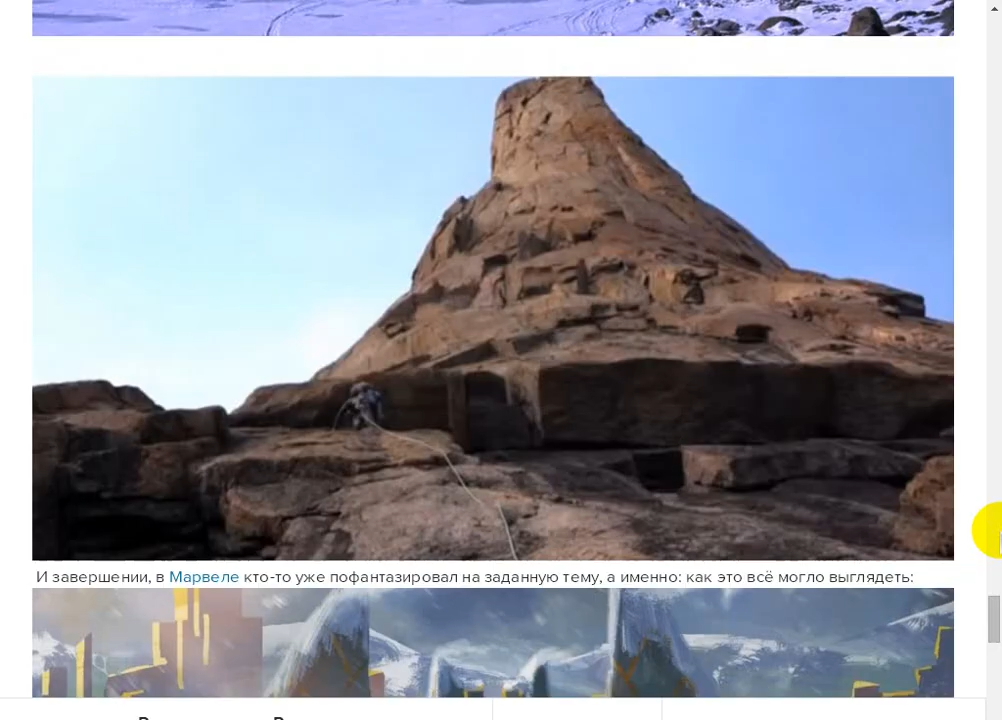 И завершении, в Марвеле кто-то уже пофантазировал на заданную тему, а именно: как это всё могло выглядеть: